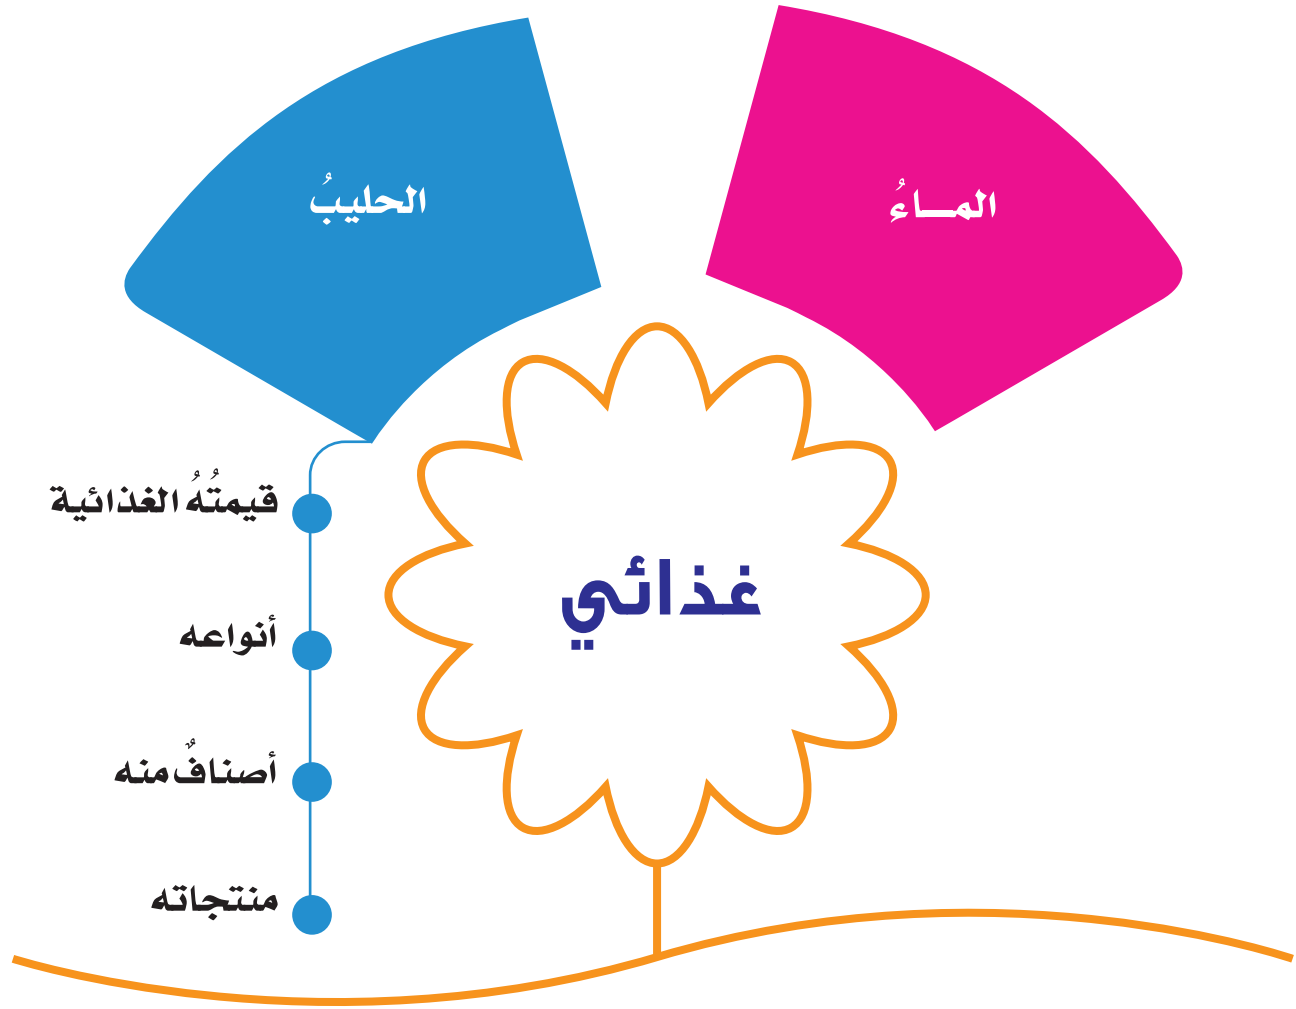 الماءُ
الحليبُ
غذائي
قيمتُهُ الغذائية
أنواعه
أصنافٌ منه
منتجاته